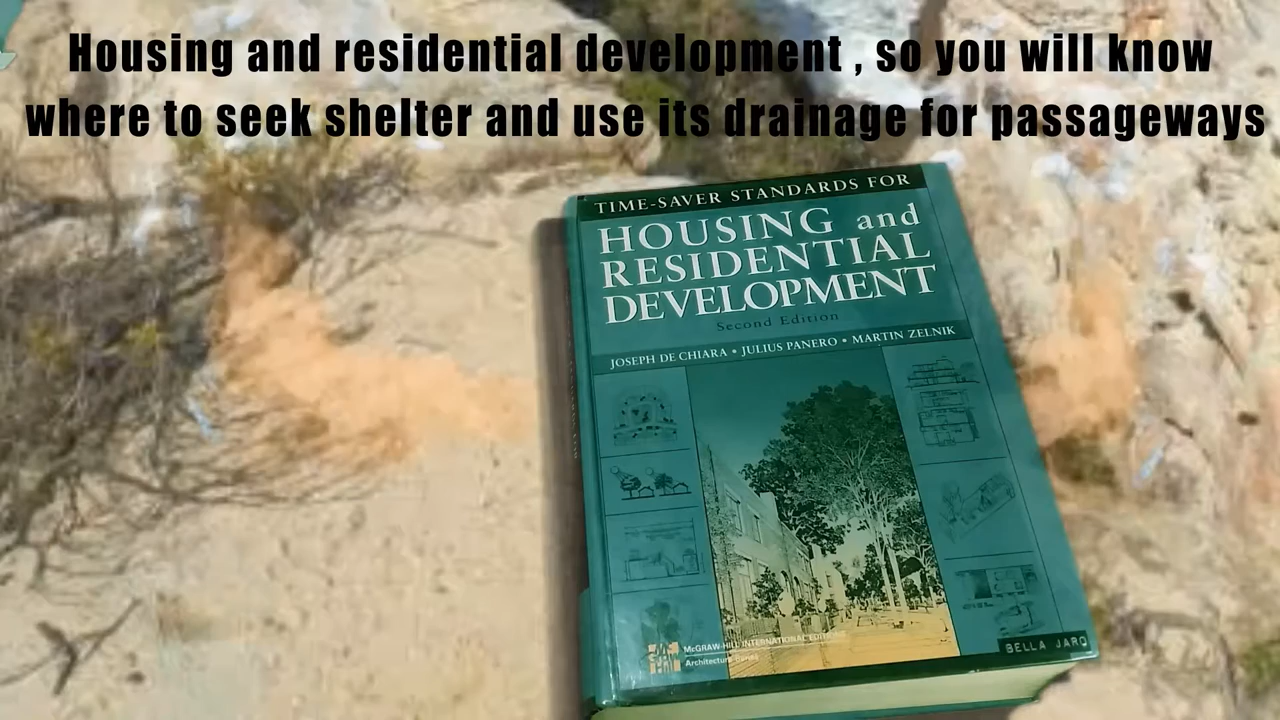 Housing and residential development , so you will know
where to seek shelter and use its drainage for passageways
TIME-SAVER STANDARDS FOR
HOUSING and
RESIDENTIAL
DEVELOPMENT
Second Edition
JOSEPH DE CHIARA • JULIUS PANERO • MARTIN ZELNIK
McGRAW-HILL INTERNATIONAL EDITIONS
Architecture Series
BELLA JARO